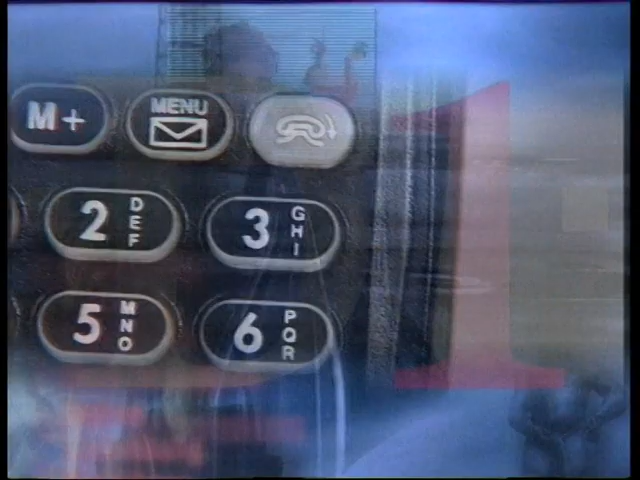 M+
MENU
2 DEF
3 GHI
5 MNO
6 PQR